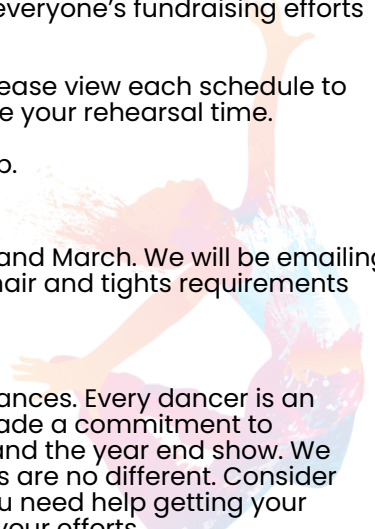 everyone’s fundraising efforts
ease view each schedule to
e your rehearsal time.
p.
and March. We will be emailing
hair and tights requirements
ances. Every dancer is an
ade a commitment to
and the year end show. We
s are no different. Consider
u need help getting your
your efforts